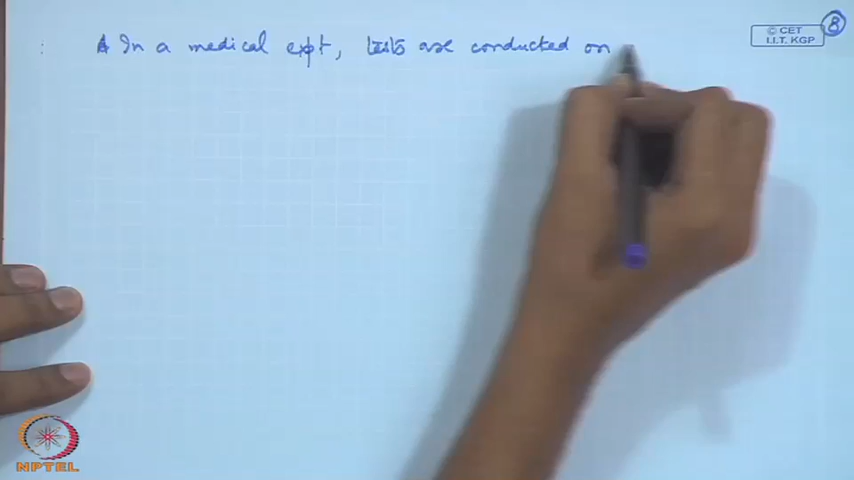 : In a medical expt, tests are conducted on
© CET
I.I.T. KGP
8
NPTEL